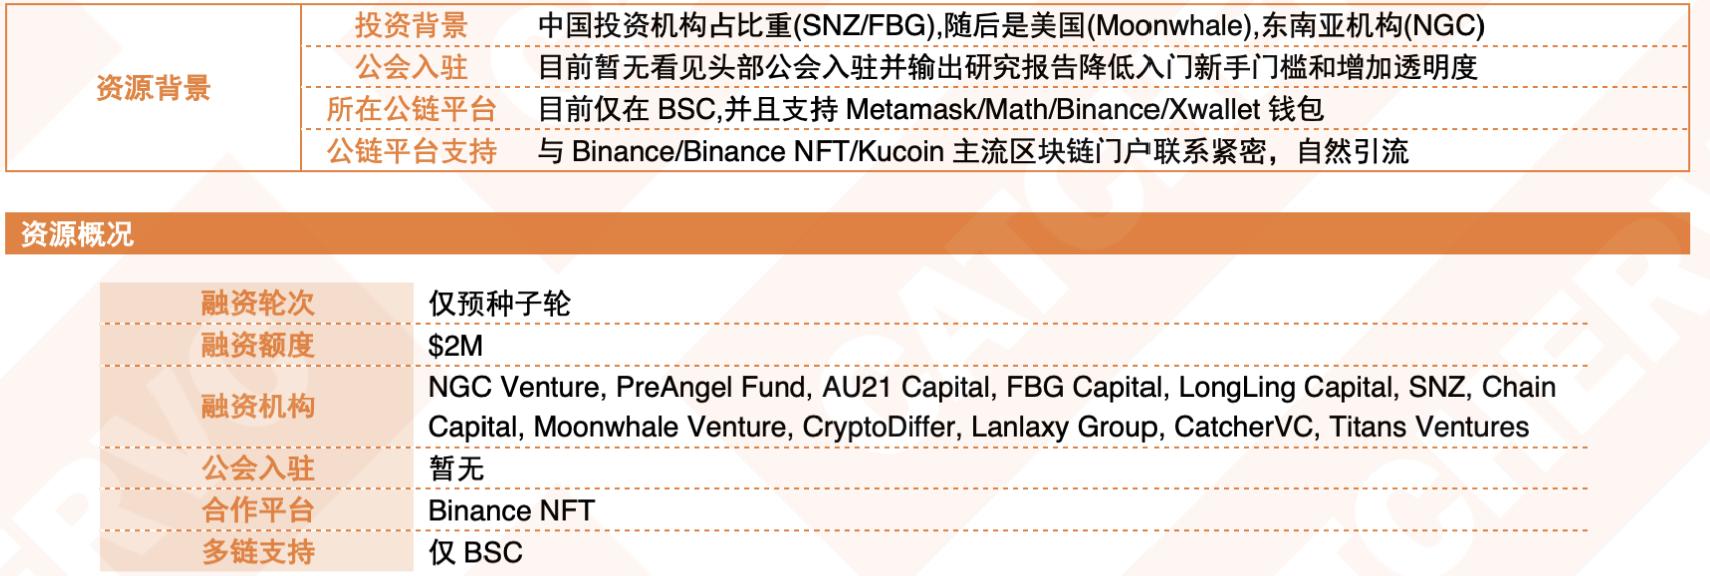 资源背景
投资背景 中国投资机构占比重(SNZ/FBG),随后是美国(Moonwhale),东南亚机构(NGC)
公会入驻 目前暂无看见头部公会入驻并输出研究报告降低入门新手门槛和增加透明度
所在公链平台 目前仅在 BSC,并且支持 Metamask/Math/Binance/Xwallet 钱包
公链平台支持 与 Binance/Binance NFT/Kucoin 主流区块链门户联系紧密，自然引流
资源概况
融资轮次 仅预种子轮
融资额度 $2M
融资机构 NGC Venture, PreAngel Fund, AU21 Capital, FBG Capital, LongLing Capital, SNZ, Chain
Capital, Moonwhale Venture, CryptoDiffer, Lanlaxy Group, CatcherVC, Titans Ventures
公会入驻 暂无
合作平台 Binance NFT
多链支持 仅 BSC